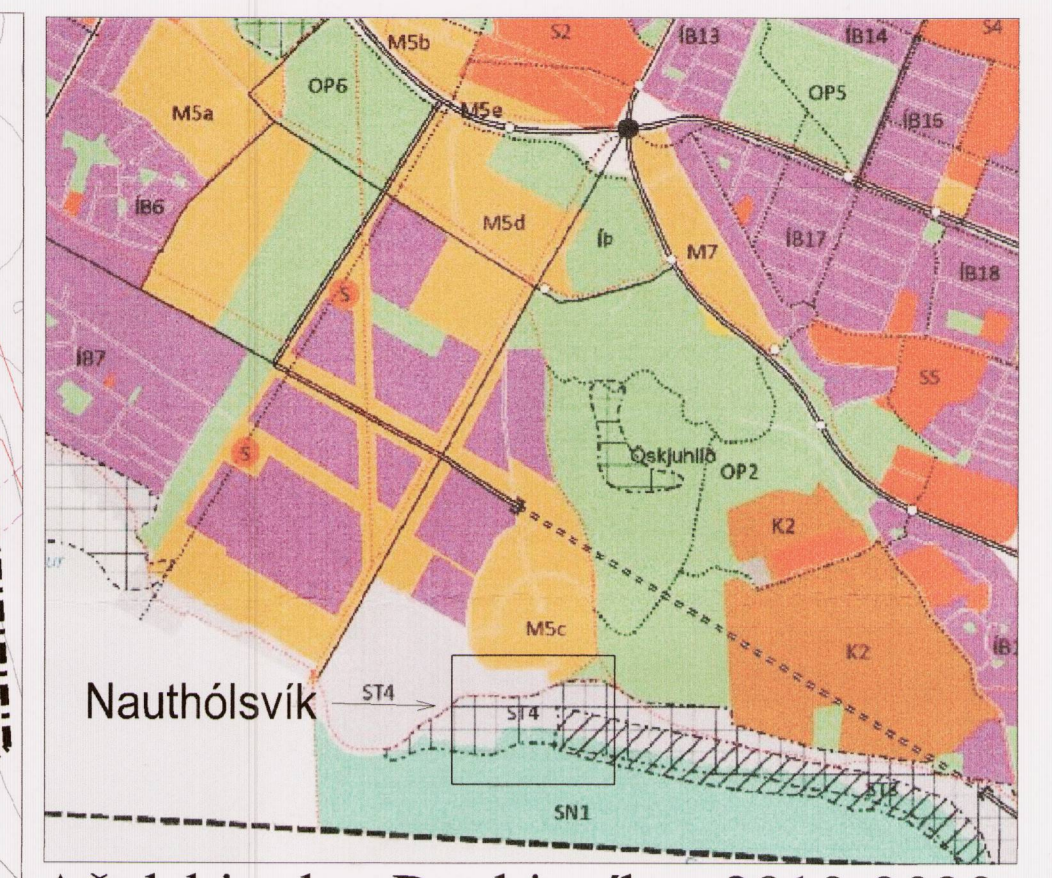 M5b
S2
ÍB13
ÍB14
S4
OP6
OP5
M5a
M5e
ÍB15
ÍB6
M5d
Íþ
M7
ÍB17
ÍB18
S
ÍB7
S5
S
Öskjuhlíð
OP2
K2
M5c
K2
Nauthólsvík
ST4
ST4
SN1